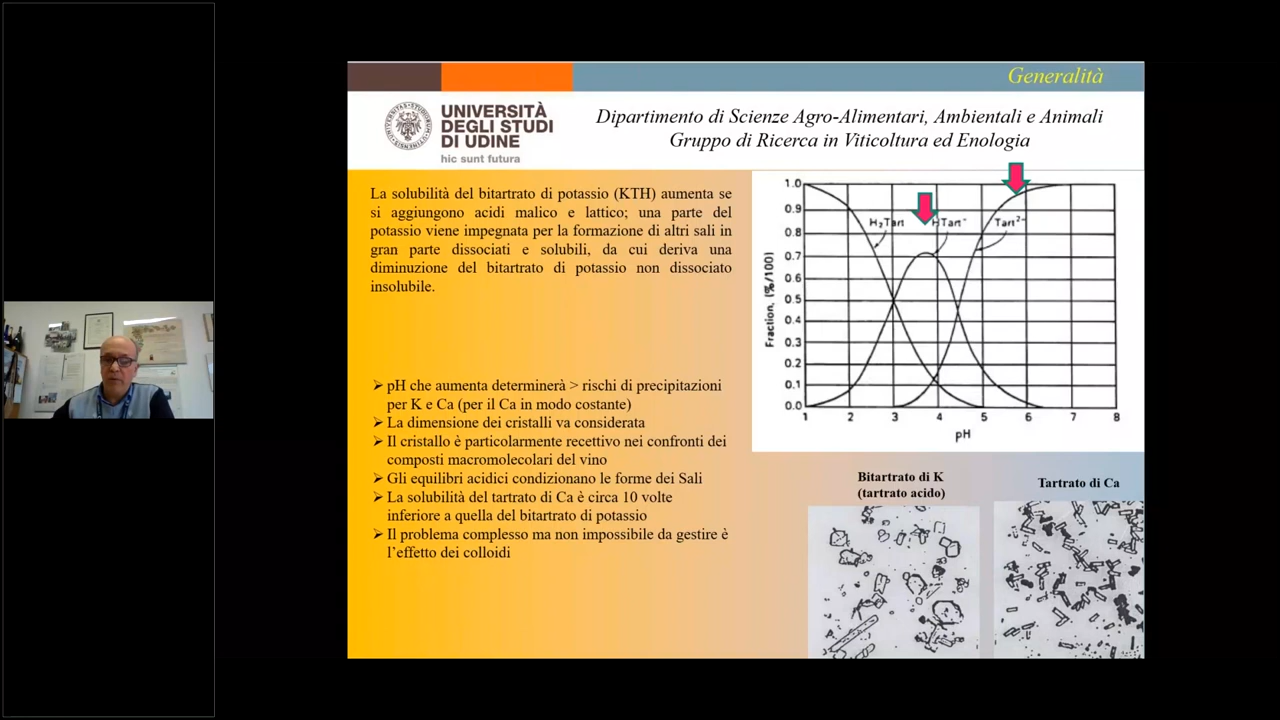 Generalità
UNIVERSITÀ
DEGLI STUDI
DI UDINE
hic sunt futura
Dipartimento di Scienze Agro-Alimentari, Ambientali e Animali
Gruppo di Ricerca in Viticoltura ed Enologia
La solubilità del bitartrato di potassio (KTH) aumenta se
si aggiungono acidi malico e lattico; una parte del
potassio viene impegnata per la formazione di altri sali in
gran parte dissociati e solubili, da cui deriva una
diminuzione del bitartrato di potassio non dissociato
insolubile.
➢ pH che aumenta determinerà > rischi di precipitazioni
per K e Ca (per il Ca in modo costante)
➢ La dimensione dei cristalli va considerata
➢ Il cristallo è particolarmente recettivo nei confronti dei
composti macromolecolari del vino
➢ Gli equilibri acidici condizionano le forme dei Sali
➢ La solubilità del tartrato di Ca è circa 10 volte
inferiore a quella del bitartrato di potassio
➢ Il problema complesso ma non impossibile da gestire è
l'effetto dei colloidi
1.0
0.9
0.8
0.7
0.6
0.5
0.4
0.3
0.2
0.1
0.0
Fraction, (%/100)
H₂Tart
HTart⁻
Tart²⁻
1 2 3 4 5 6 7 8
pH
Bitartrato di K
(tartrato acido)
Tartrato di Ca